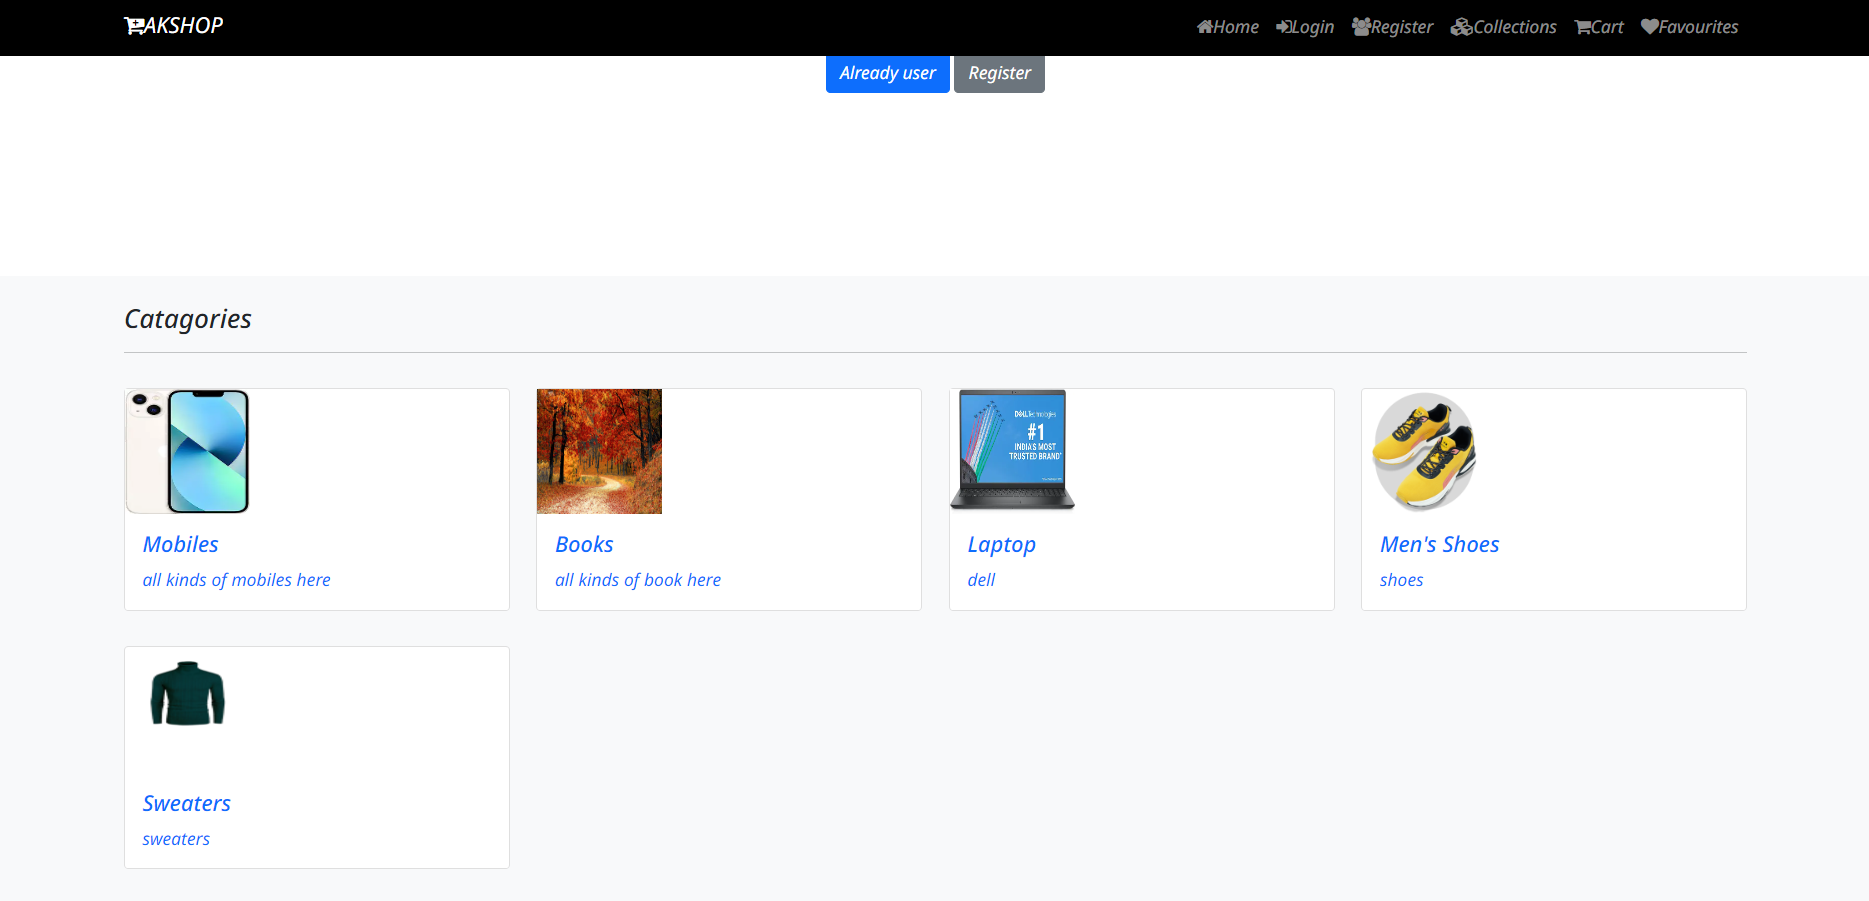 AKSHOP
Home Login Register Collections Cart Favourites
Already user Register
Catagories
DELL Technologies
#1
INDIA'S MOST
'TRUSTED BRAND'
Mobiles
all kinds of mobiles here
Books
all kinds of book here
Laptop
dell
Men's Shoes
shoes
Sweaters
sweaters